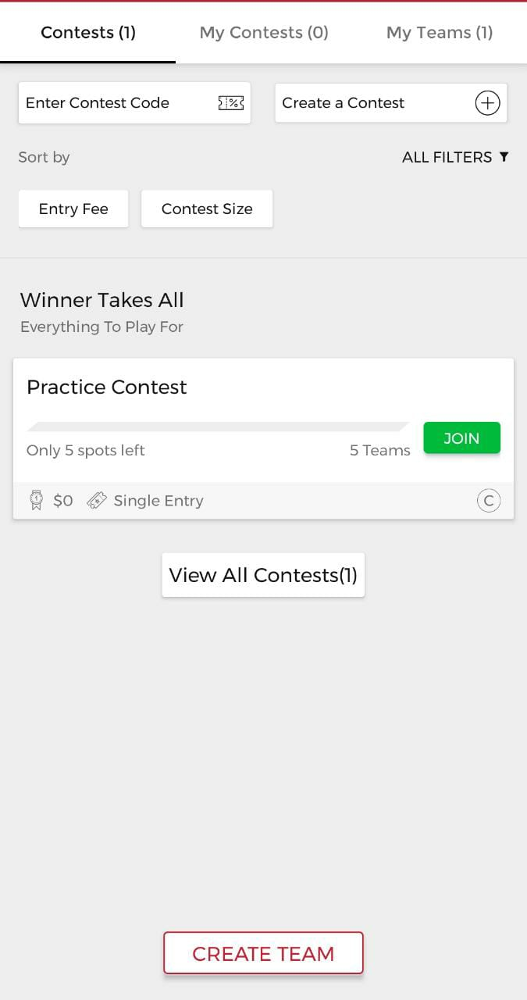 Contests (1) My Contests (0) My Teams (1)
Enter Contest Code % Create a Contest
Sort by ALL FILTERS
Entry Fee Contest Size
Winner Takes All
Everything To Play For
Practice Contest
JOIN
Only 5 spots left 5 Teams
1 $0 Single Entry C
View All Contests(1)
CREATE TEAM